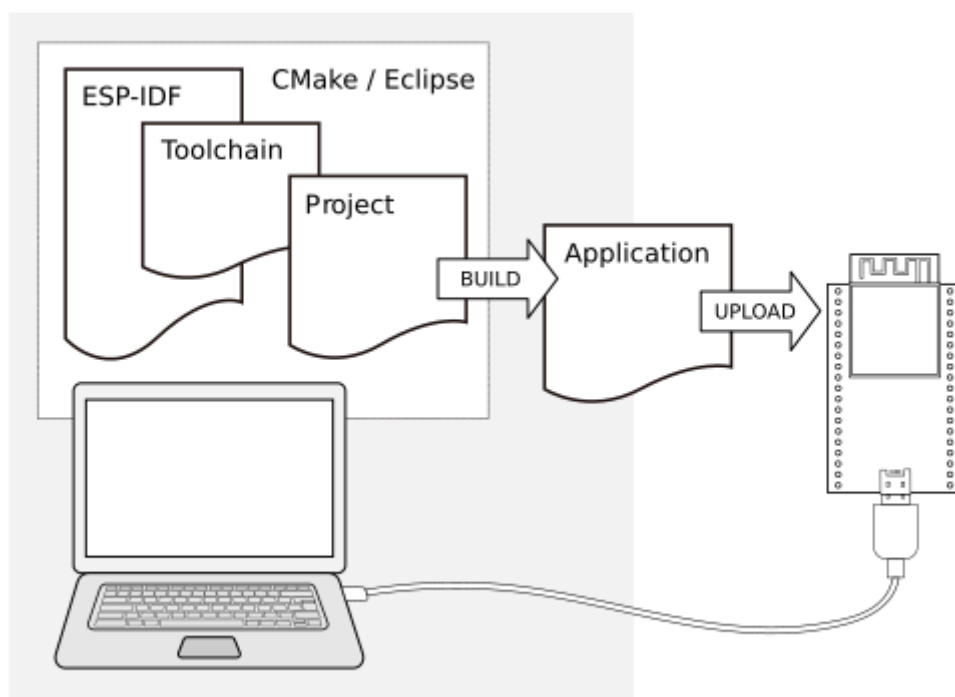 CMake / Eclipse
ESP-IDF
Toolchain
Project
BUILD
Application
UPLOAD